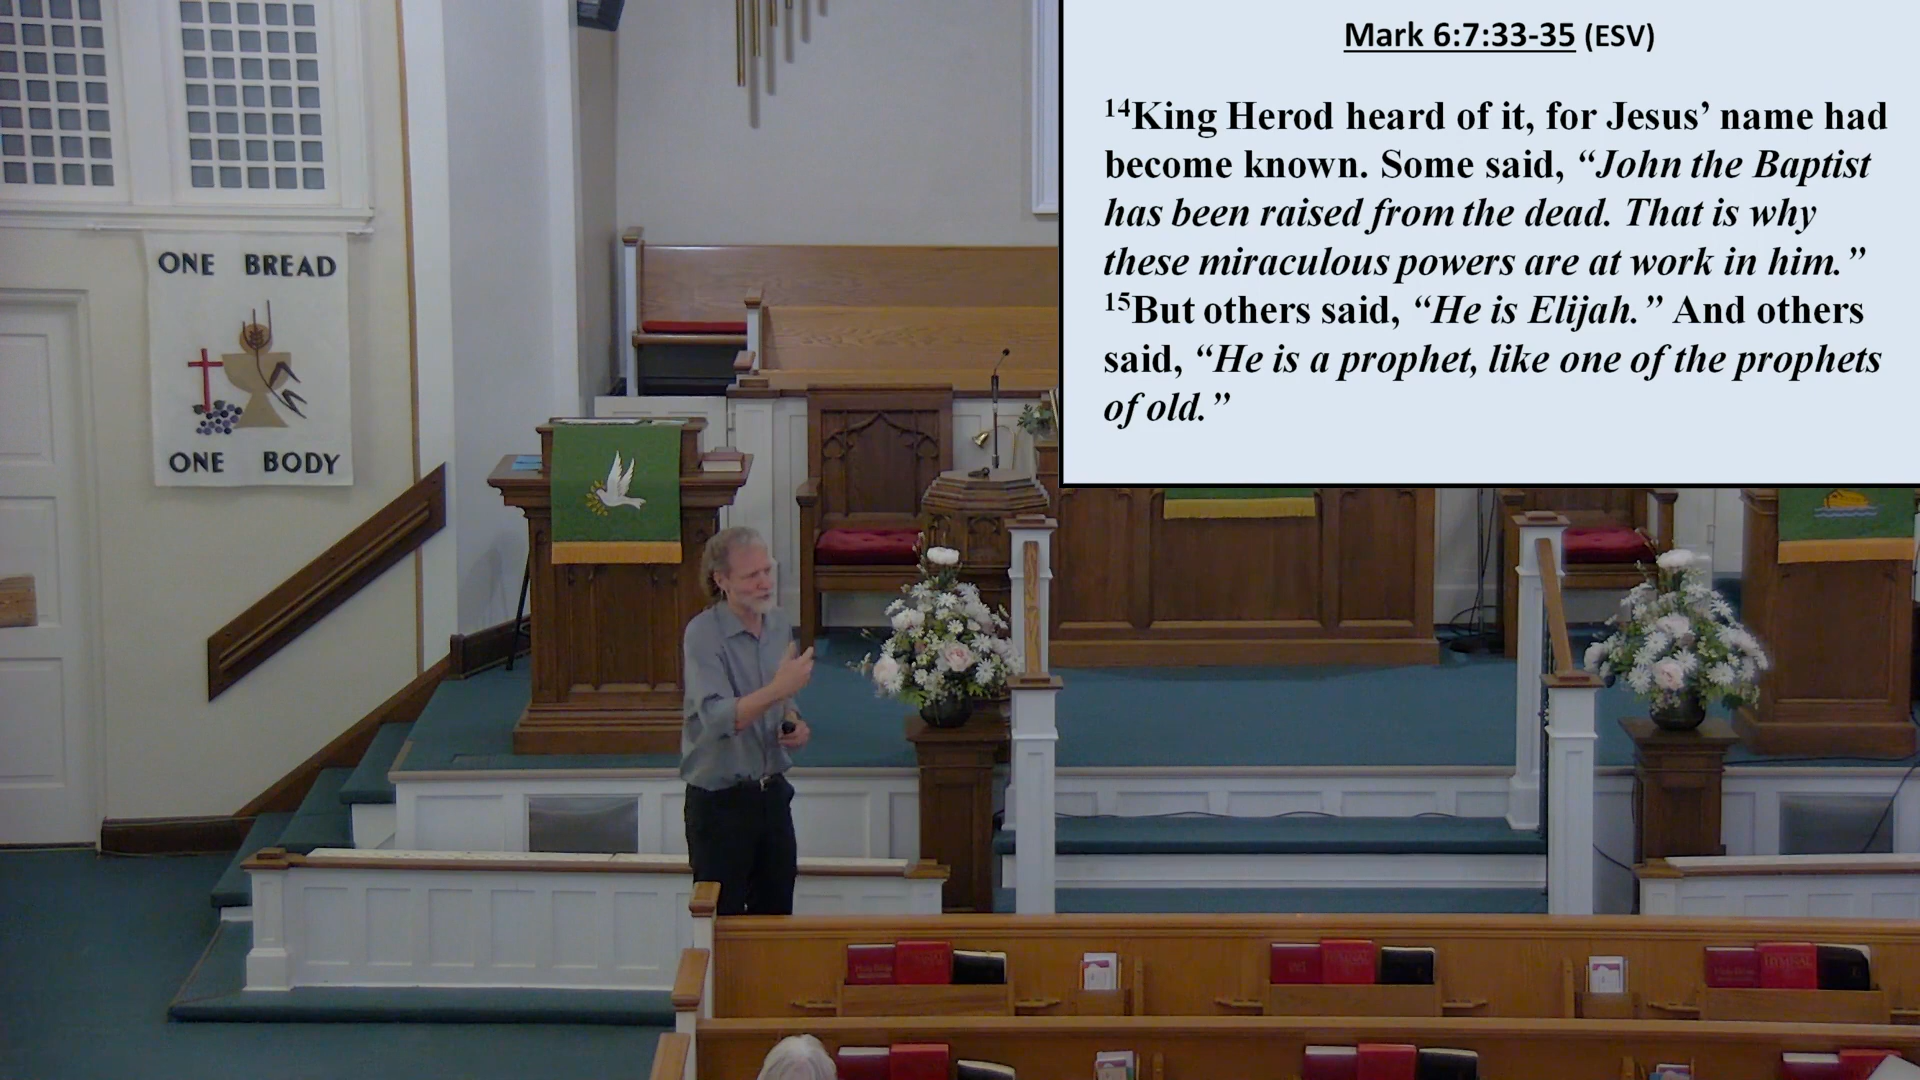 Mark 6:7:33-35 (ESV)
14King Herod heard of it, for Jesus’ name had
become known. Some said, “John the Baptist
has been raised from the dead. That is why
these miraculous powers are at work in him.”
15But others said, “He is Elijah.” And others
said, “He is a prophet, like one of the prophets
of old.”
ONE BREAD
ONE BODY
Holy Bible
HYMNAL